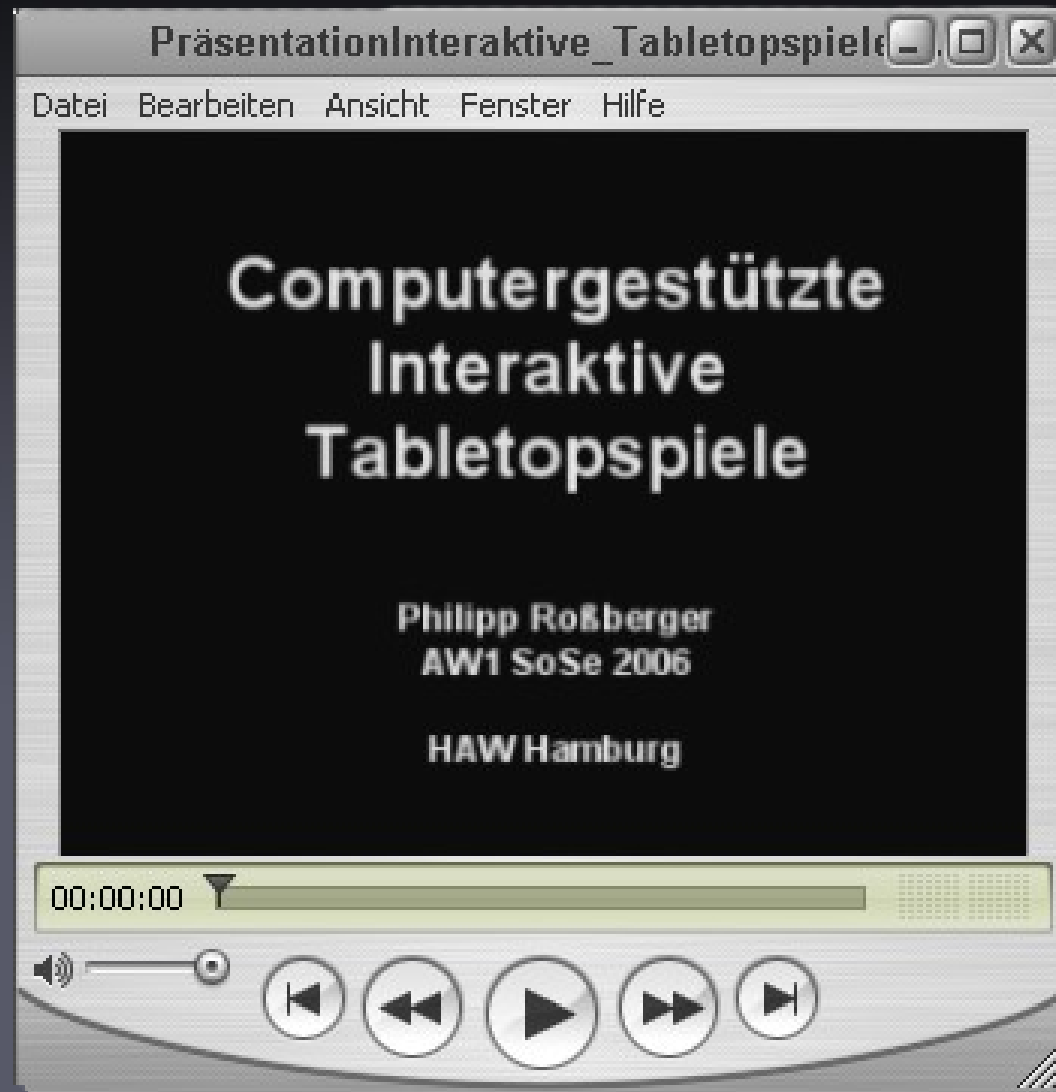 PräsentationInteraktive_Tabletopspiele
Datei Bearbeiten Ansicht Fenster Hilfe
Computergestützte
Interaktive
Tabletopspiele
Philipp Roßberger
AW1 SoSe 2006
HAW Hamburg
00:00:00